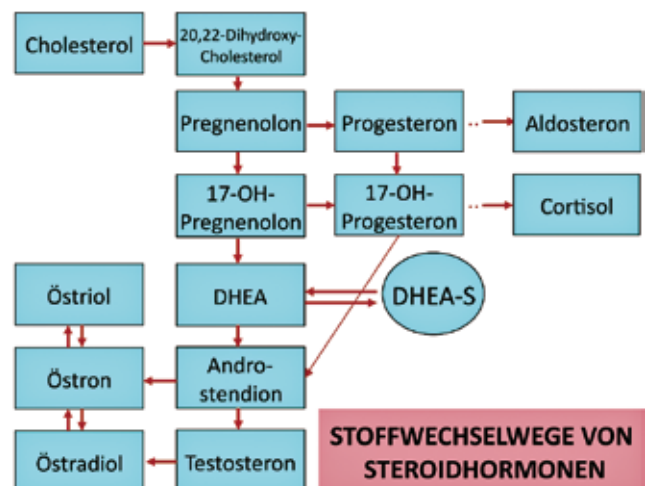 Cholesterol
20,22-Dihydroxy-
Cholesterol
Pregnenolon
Progesteron
Aldosteron
17-OH-
Pregnenolon
17-OH-
Progesteron
Cortisol
Östriol
DHEA
DHEA-S
Östron
Andro-
stendion
Östradiol
Testosteron
STOFFWECHSELWEGE VON
STEROIDHORMONEN